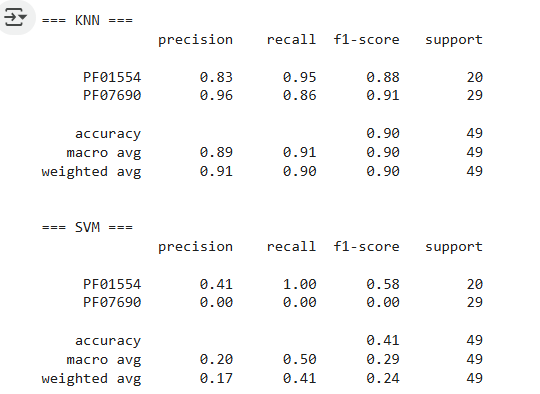 === KNN ===
precision recall f1-score support
PF01554 0.83 0.95 0.88 20
PF07690 0.96 0.86 0.91 29
accuracy 0.90 49
macro avg 0.89 0.91 0.90 49
weighted avg 0.91 0.90 0.90 49
=== SVM ===
precision recall f1-score support
PF01554 0.41 1.00 0.58 20
PF07690 0.00 0.00 0.00 29
accuracy 0.41 49
macro avg 0.20 0.50 0.29 49
weighted avg 0.17 0.41 0.24 49